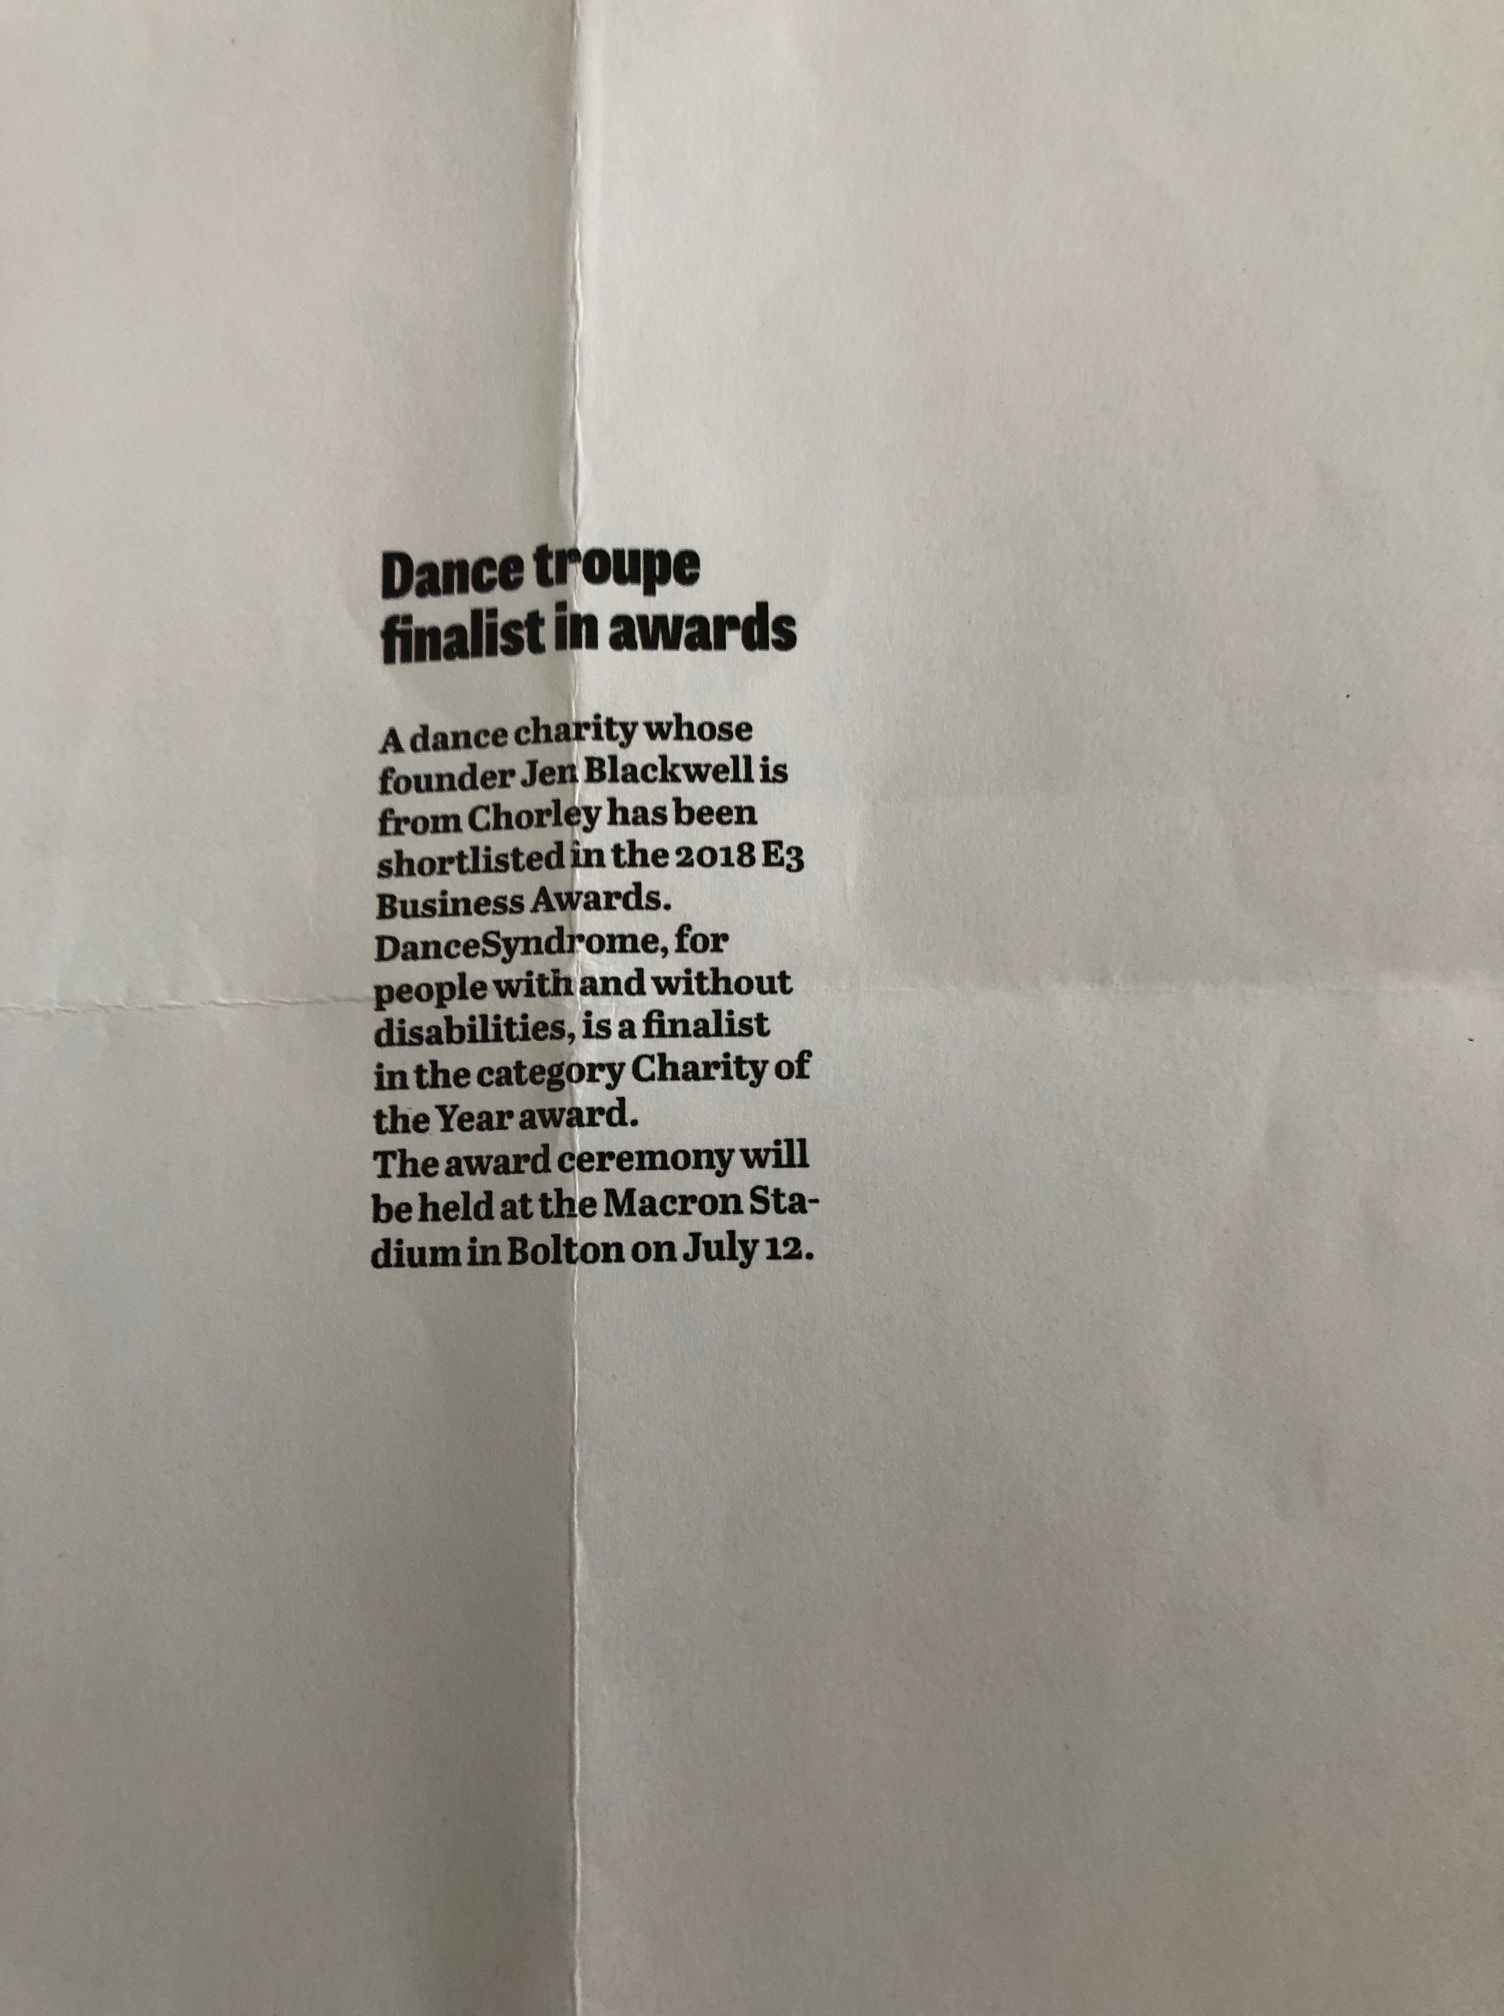 Dance troupe
finalist in awards
A dance charity whose
founder Jen Blackwell is
from Chorley has been
shortlisted in the 2018 E3
Business Awards.
DanceSyndrome, for
people with and without
disabilities, is a finalist
in the category Charity of
the Year award.
The award ceremony will
be held at the Macron Sta-
dium in Bolton on July 12.